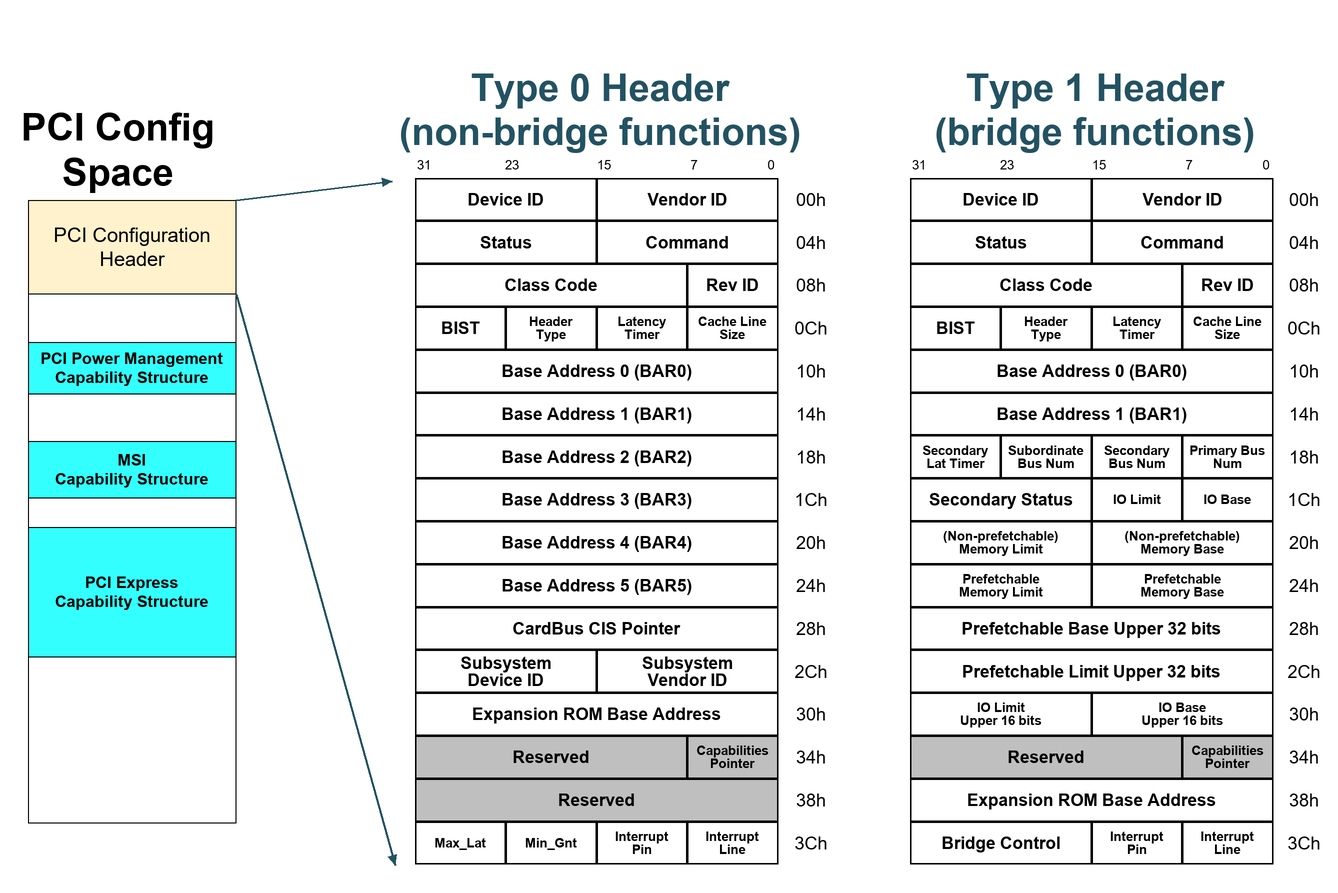 PCI Config
Space
PCI Configuration
Header
PCI Power Management
Capability Structure
MSI
Capability Structure
PCI Express
Capability Structure
Type 0 Header
(non-bridge functions)
31 23 15 7 0
Device ID Vendor ID 00h
Status Command 04h
Class Code Rev ID 08h
BIST Header Type Latency Timer Cache Line Size 0Ch
Base Address 0 (BAR0) 10h
Base Address 1 (BAR1) 14h
Base Address 2 (BAR2) 18h
Base Address 3 (BAR3) 1Ch
Base Address 4 (BAR4) 20h
Base Address 5 (BAR5) 24h
CardBus CIS Pointer 28h
Subsystem Device ID Subsystem Vendor ID 2Ch
Expansion ROM Base Address 30h
Reserved Capabilities Pointer 34h
Reserved 38h
Max_Lat Min_Gnt Interrupt Pin Interrupt Line 3Ch
Type 1 Header
(bridge functions)
31 23 15 7 0
Device ID Vendor ID 00h
Status Command 04h
Class Code Rev ID 08h
BIST Header Type Latency Timer Cache Line Size 0Ch
Base Address 0 (BAR0) 10h
Base Address 1 (BAR1) 14h
Secondary Lat Timer Subordinate Bus Num Secondary Bus Num Primary Bus Num 18h
Secondary Status IO Limit IO Base 1Ch
(Non-prefetchable) Memory Limit (Non-prefetchable) Memory Base 20h
Prefetchable Memory Limit Prefetchable Memory Base 24h
Prefetchable Base Upper 32 bits 28h
Prefetchable Limit Upper 32 bits 2Ch
IO Limit Upper 16 bits IO Base Upper 16 bits 30h
Reserved Capabilities Pointer 34h
Expansion ROM Base Address 38h
Bridge Control Interrupt Pin Interrupt Line 3Ch